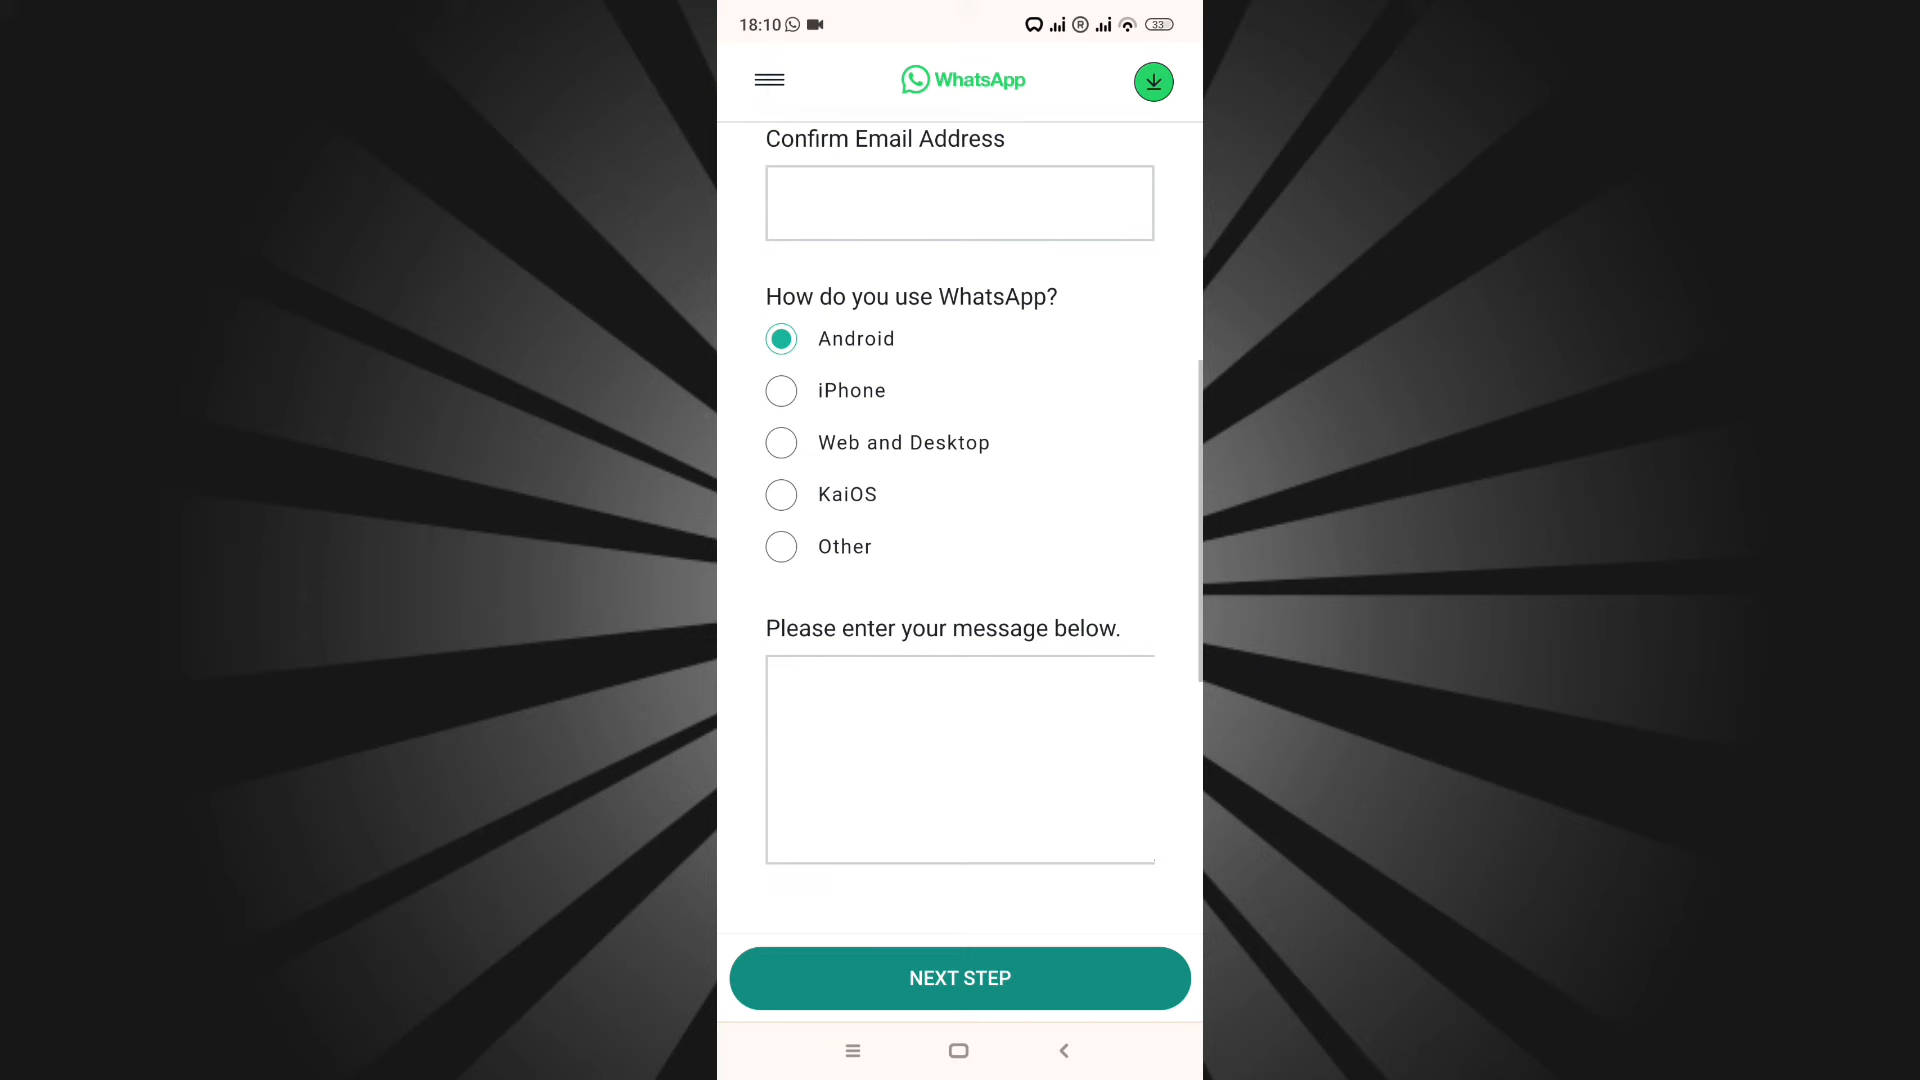 18:10
R
33
WhatsApp
Confirm Email Address
How do you use WhatsApp?
Android
iPhone
Web and Desktop
KaiOS
Other
Please enter your message below.
NEXT STEP